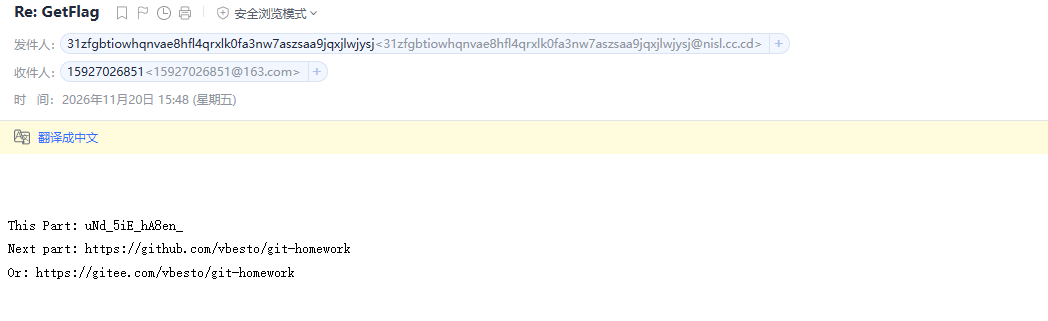 Re: GetFlag 安全浏览模式
发件人： 31zfgbtiowhqnvae8hfl4qrxlk0fa3nw7aszsaa9jqxjlwjysj<31zfgbtiowhqnvae8hfl4qrxlk0fa3nw7aszsaa9jqxjlwjysj@nisl.cc.cd> +
收件人： 15927026851<15927026851@163.com> +
时 间： 2026年11月20日 15:48 (星期五)
翻译成中文
This Part: uNd_5iE_hA8en_
Next part: https://github.com/vbesto/git-homework
Or: https://gitee.com/vbesto/git-homework